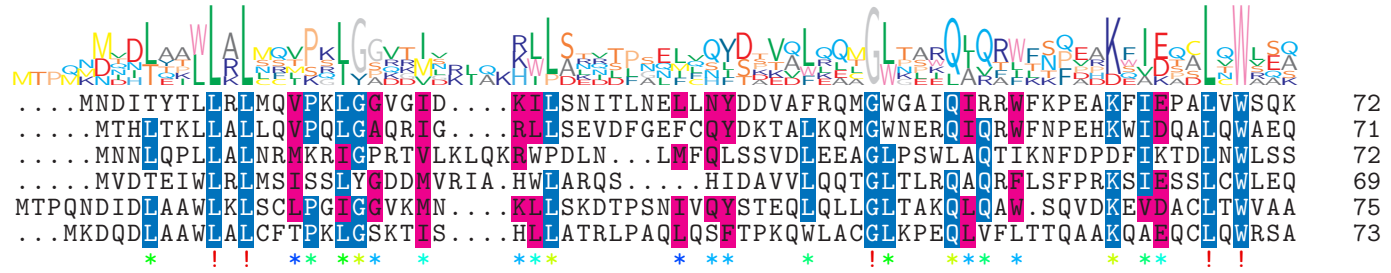 ....MNDITYTLLRLMQVPKLGGVGID....KILSNITLNELLNYDDVAFRQMGWGAIQIRRWFKPEAKFIEPALVWSQK 72
.....MTHLTKLLALLQVPQLGAQRIG....RLLSEVDFGEFCQYDKTALKQMGWNERQIQRWFNPEHKWIDQALQWAEQ 71
.....MNNLQPLLALNRMKRIGPRTVLKLQKRWPDLN...LMFQLSSVDLEEAGLPSWLAQTIKNFDPDFIKTDLNWLSS 72
.....MVDTEIWLRLMSISSLYGDDMVRIA.HWLARQS.....HIDAVVLQQTGLTLRQAQRFLSFPRKSIESSLCWLEQ 69
MTPQNDIDLAAWLKLSCLPGIGGVKMN....KLLSKDTPSNIVQYSTEQLQLLGLTAKQLQAW.SQVDKEVDACLTWVAA 75
...MKDQDLAAWLALCFTPKLGSKTIS....HLLATRLPAQLQSFTPKQWLACGLKPEQLVFLTTQAAKQAEQCLQWRSA 73
* ! ! ** *** * *** * ** * ! *** * * ** ! !